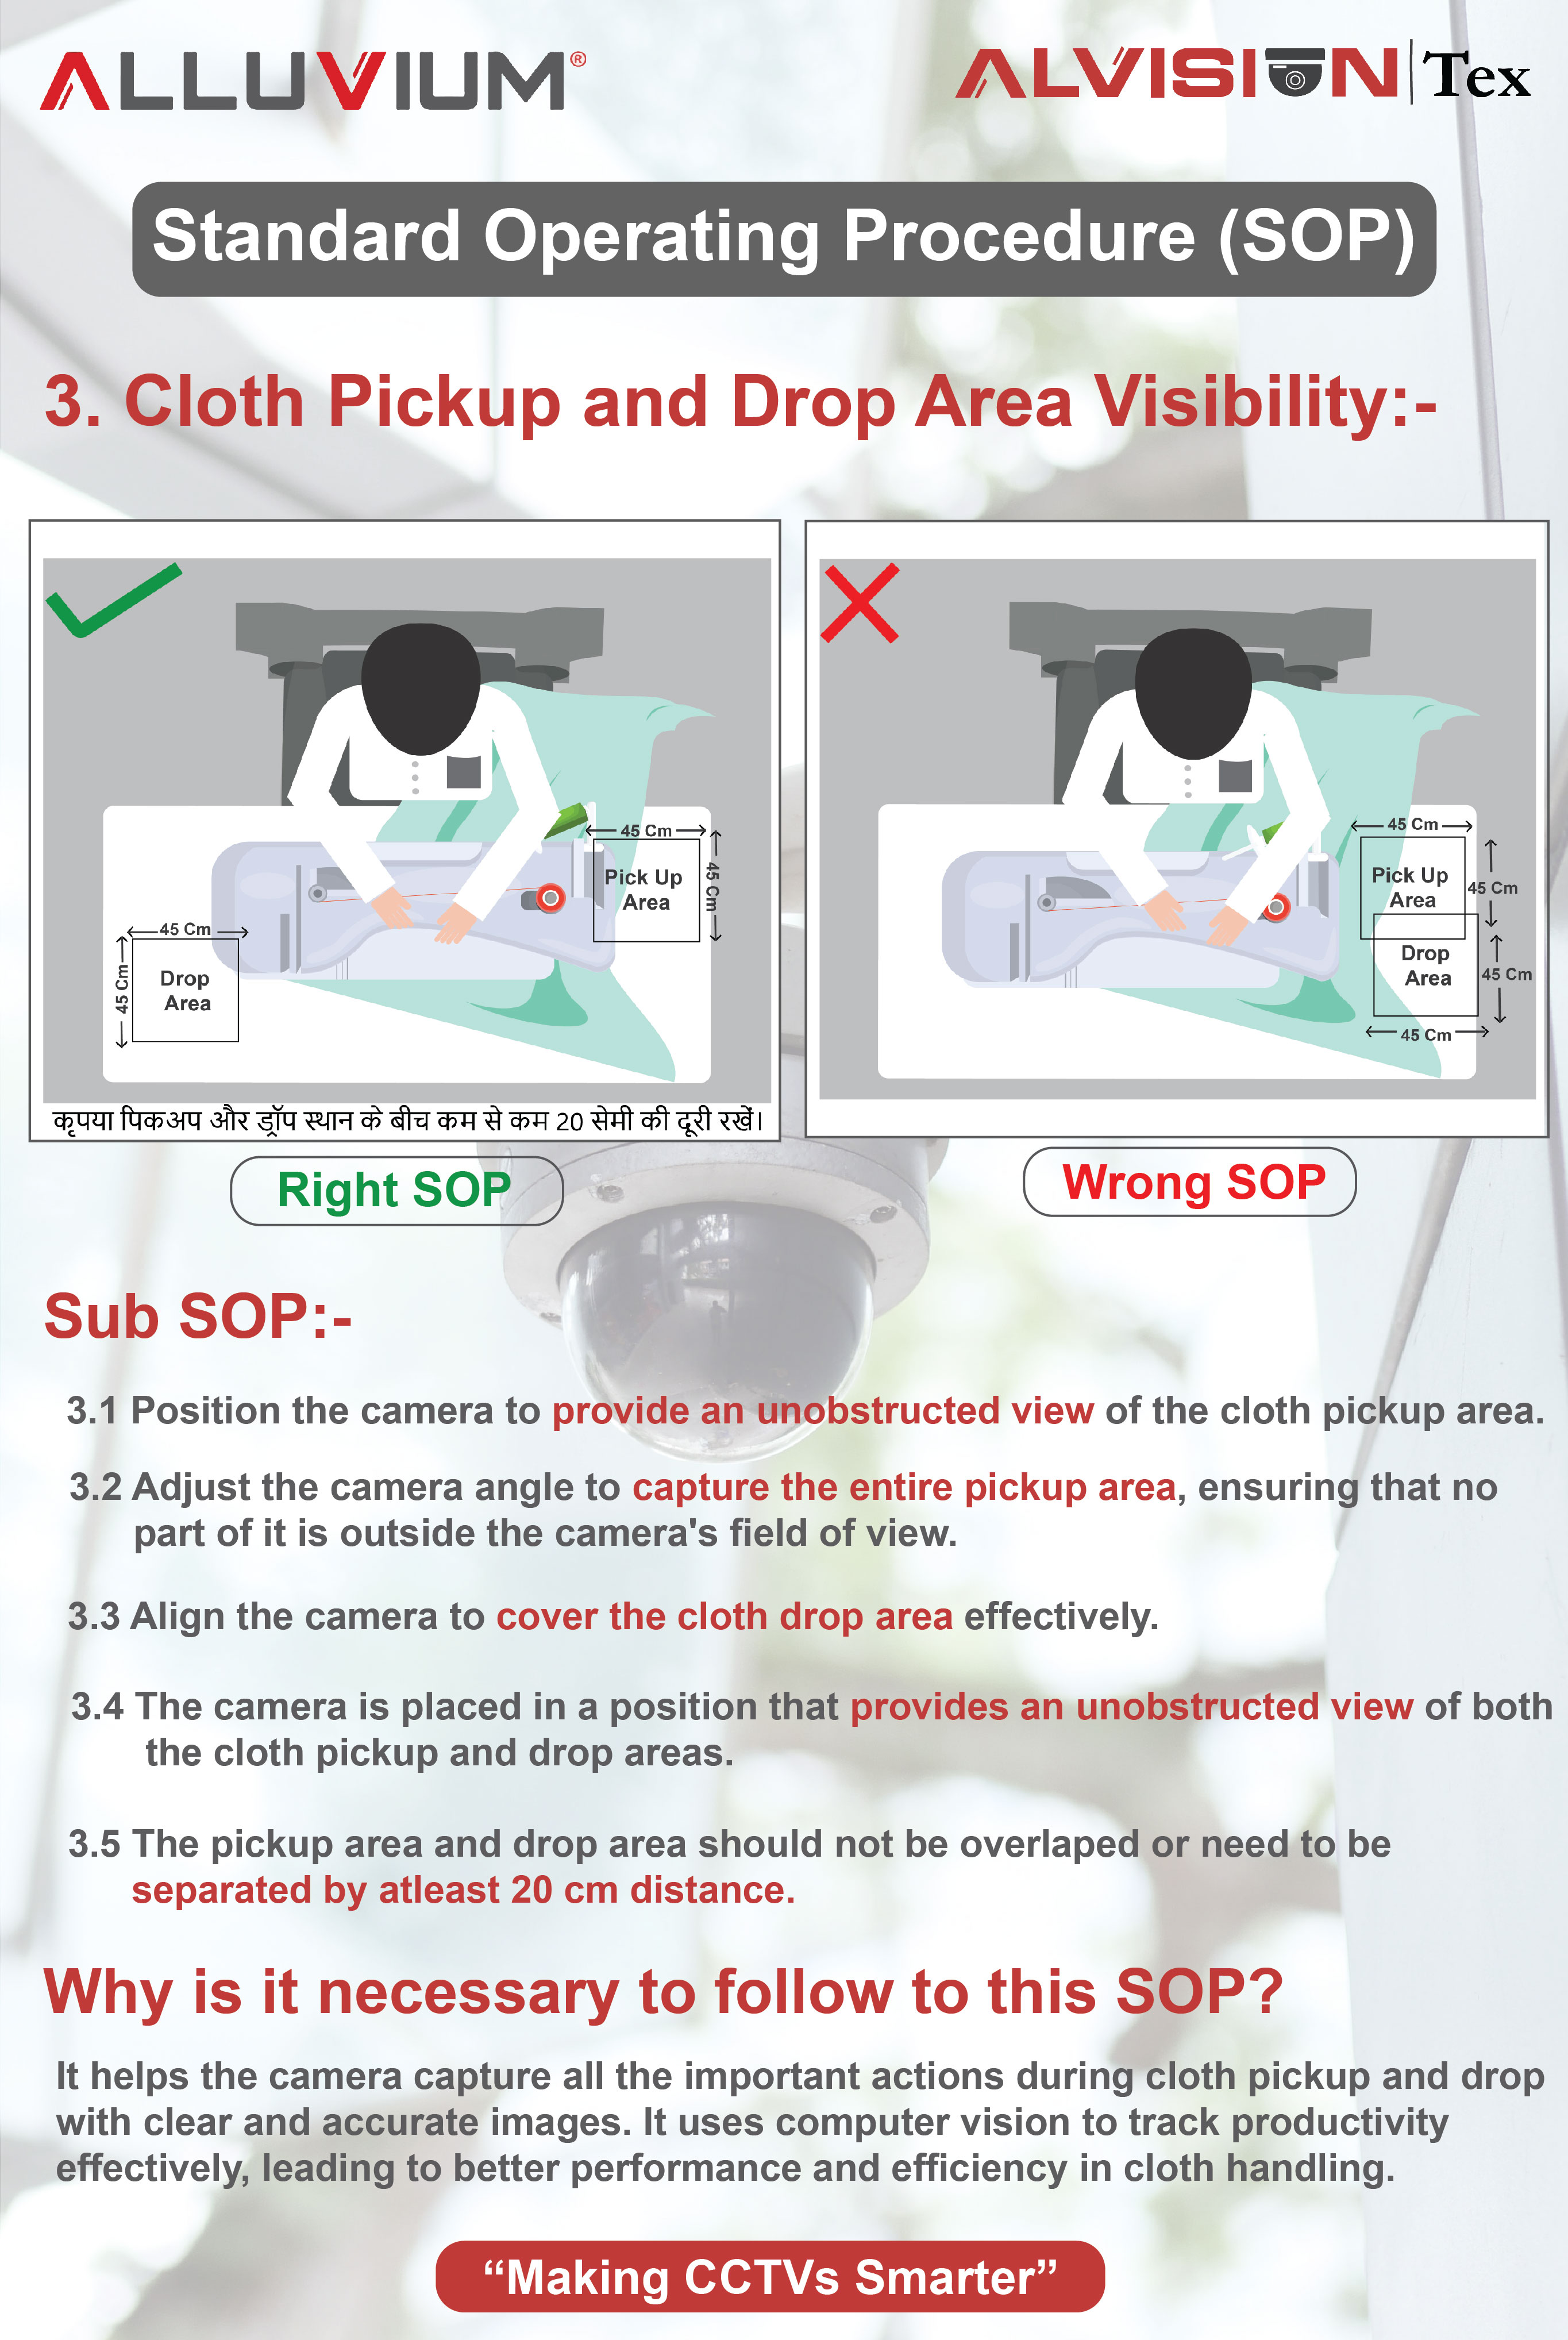 ALLUVIUM®
ALVISION | Tex
Standard Operating Procedure (SOP)
3. Cloth Pickup and Drop Area Visibility:-
45 Cm
45 Cm
Pick Up
Area
45 Cm
45 Cm
Drop
Area
कृपया पिकअप और ड्रॉप स्थान के बीच कम से कम 20 सेमी की दूरी रखें।
Right SOP
45 Cm
Pick Up
Area
45 Cm
Drop
Area
45 Cm
45 Cm
Wrong SOP
Sub SOP:-
3.1 Position the camera to provide an unobstructed view of the cloth pickup area.
3.2 Adjust the camera angle to capture the entire pickup area, ensuring that no
part of it is outside the camera's field of view.
3.3 Align the camera to cover the cloth drop area effectively.
3.4 The camera is placed in a position that provides an unobstructed view of both
the cloth pickup and drop areas.
3.5 The pickup area and drop area should not be overlaped or need to be
separated by atleast 20 cm distance.
Why is it necessary to follow to this SOP?
It helps the camera capture all the important actions during cloth pickup and drop
with clear and accurate images. It uses computer vision to track productivity
effectively, leading to better performance and efficiency in cloth handling.
“Making CCTVs Smarter”